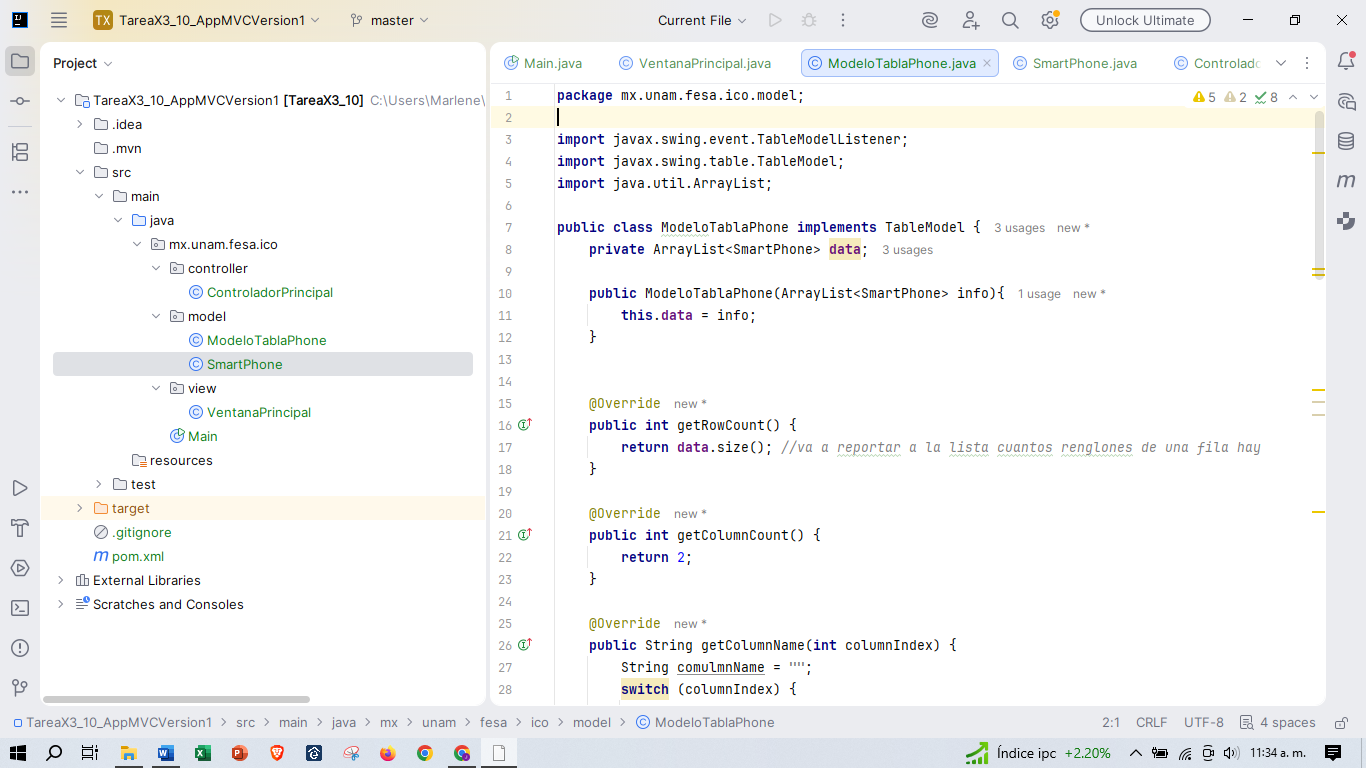 TX TareaX3_10_AppMVCVersion1 master Current File Unlock Ultimate
Project
Main.java VentanaPrincipal.java ModeloTablaPhone.java SmartPhone.java Controlado
TareaX3_10_AppMVCVersion1 [TareaX3_10] C:\Users\Marlene\
.idea
.mvn
src
main
java
mx.unam.fesa.ico
controller
ControladorPrincipal
model
ModeloTablaPhone
SmartPhone
view
VentanaPrincipal
Main
resources
test
target
.gitignore
pom.xml
External Libraries
Scratches and Consoles
5 2 8
1 package mx.unam.fesa.ico.model;
2
3 import javax.swing.event.TableModelListener;
4 import javax.swing.table.TableModel;
5 import java.util.ArrayList;
6
7 public class ModeloTablaPhone implements TableModel { 3 usages new *
8 private ArrayList<SmartPhone> data; 3 usages
9
10 public ModeloTablaPhone(ArrayList<SmartPhone> info){ 1 usage new *
11 this.data = info;
12 }
13
14
15 @Override new *
16 public int getRowCount() {
17 return data.size(); //va a reportar a la lista cuantos renglones de una fila hay
18 }
19
20 @Override new *
21 public int getColumnCount() {
22 return 2;
23 }
24
25 @Override new *
26 public String getColumnName(int columnIndex) {
27 String comulmnName = "";
28 switch (columnIndex) {
TareaX3_10_AppMVCVersion1 > src > main > java > mx > unam > fesa > ico > model > ModeloTablaPhone 2:1 CRLF UTF-8 4 spaces
Índice ipc +2.20% 11:34 a. m.